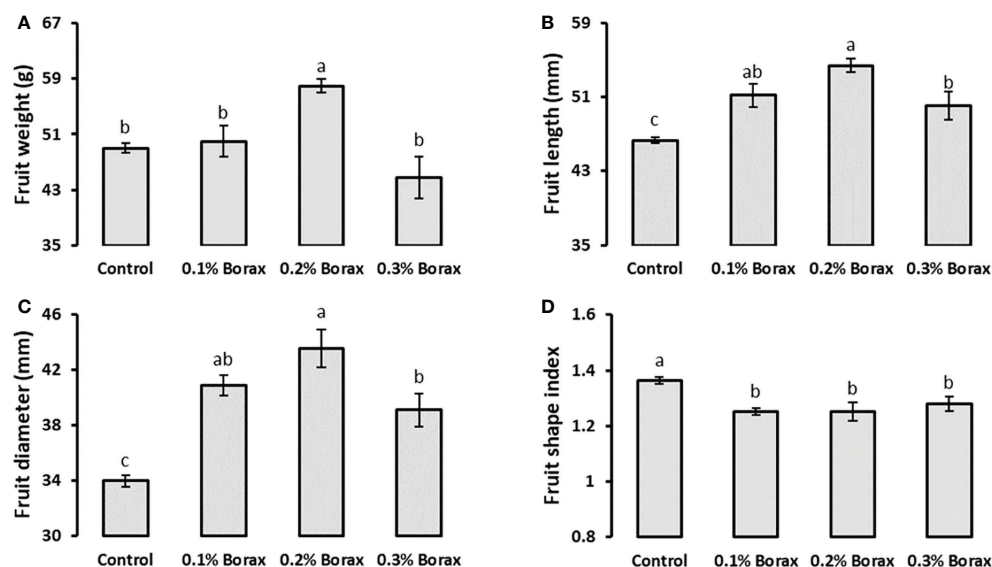 A
Fruit weight (g)
67
59
51
43
35
b
b
a
b
Control 0.1% Borax 0.2% Borax 0.3% Borax
B
Fruit length (mm)
59
51
43
35
c
ab
a
b
Control 0.1% Borax 0.2% Borax 0.3% Borax
C
Fruit diameter (mm)
46
42
38
34
30
c
ab
a
b
Control 0.1% Borax 0.2% Borax 0.3% Borax
D
Fruit shape index
1.6
1.4
1.2
1
0.8
a
b
b
b
Control 0.1% Borax 0.2% Borax 0.3% Borax